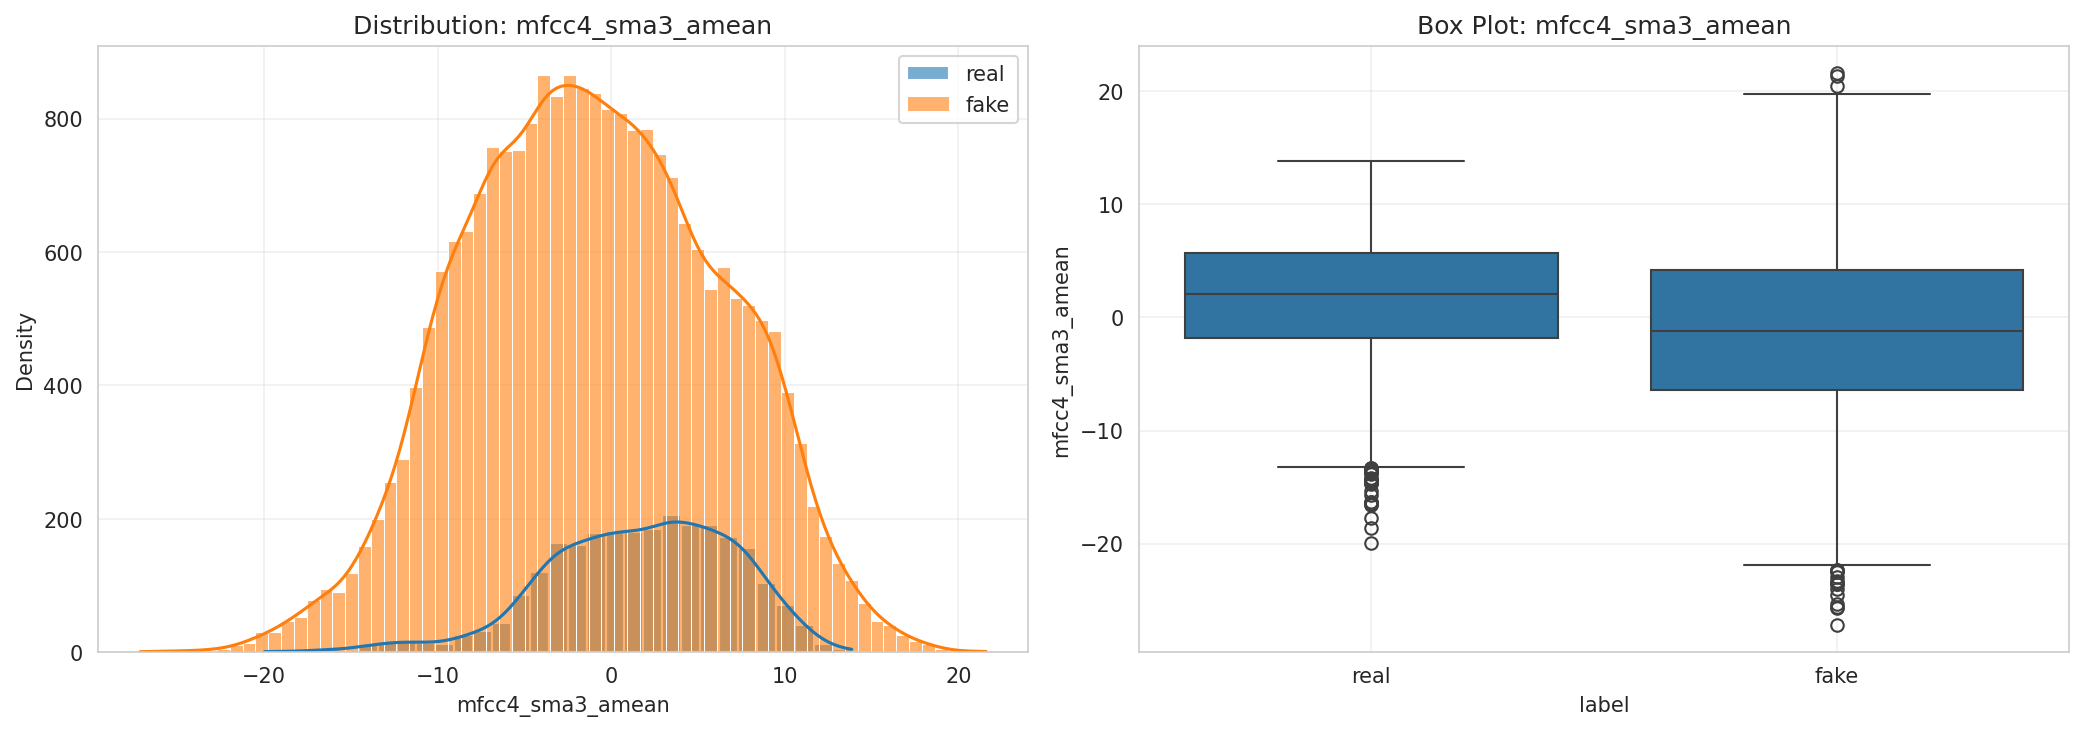 Distribution: mfcc4_sma3_amean
real
fake
Density
800
600
400
200
0
−20
−10
0
10
20
mfcc4_sma3_amean
Box Plot: mfcc4_sma3_amean
mfcc4_sma3_amean
20
10
0
−10
−20
real
fake
label